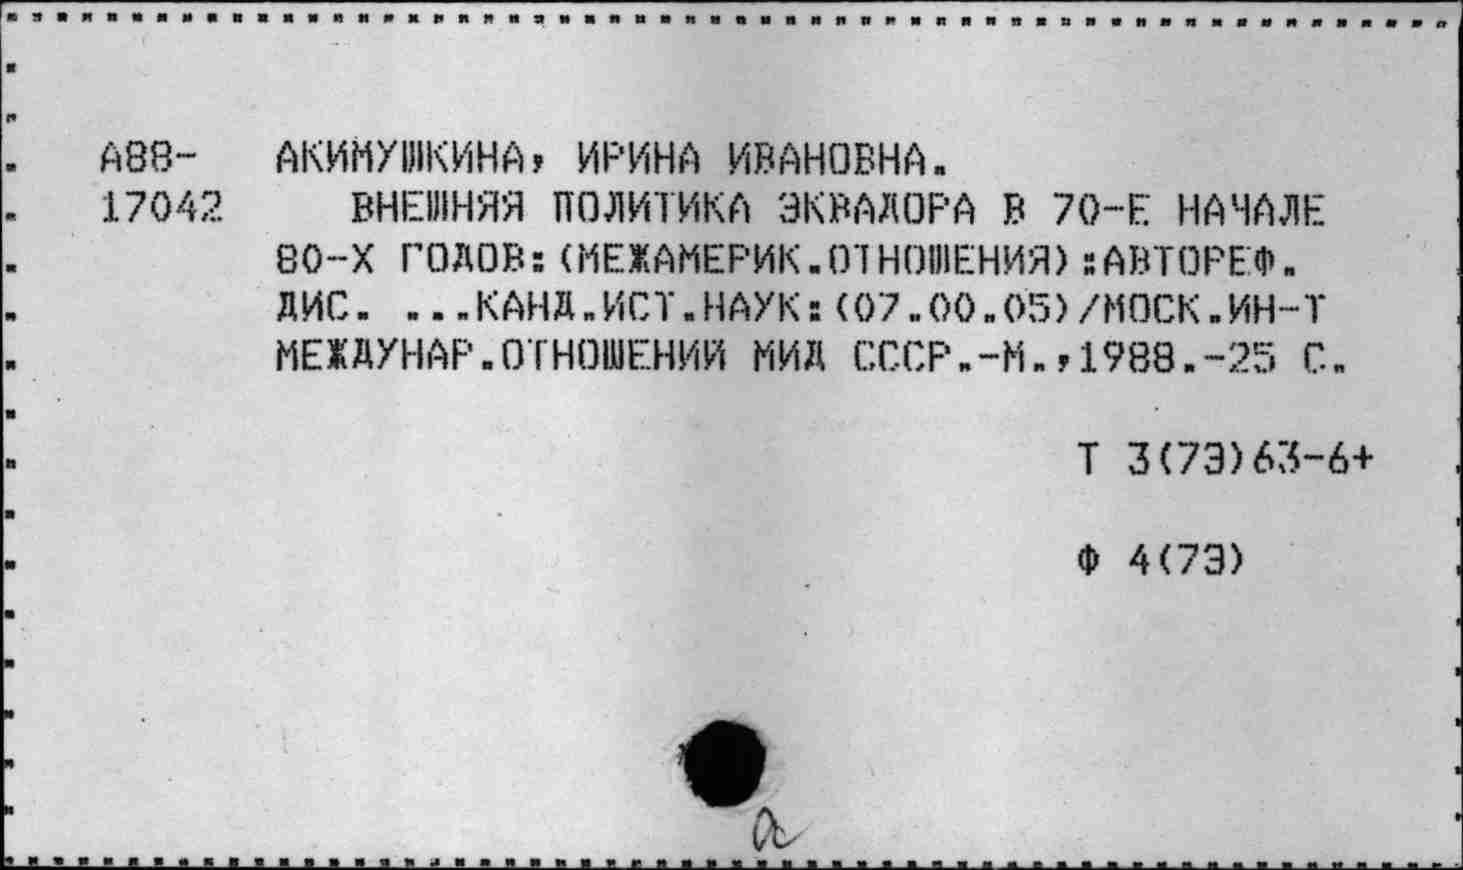 А88- АКИМУШКИНА, ИРИНА ИВАНОВНА.
17042 ВНЕШНЯЯ ПОЛИТИКА ЭКВАДОРА В 70-Е НАЧАЛЕ
80-Х ГОДОВ:(МЕЖАМЕРИК.ОТНОШЕНИЯ):АВТОРЕФ.
ДИС. ...КАНД.ИСТ.НАУК:(07.00.05)/МОСК.ИН-Т
МЕЖДУНАР.ОТНОШЕНИЙ МИД СССР.-М.,1988.-25 С.
Т 3(7Э)63-6+
Ф 4(7Э)